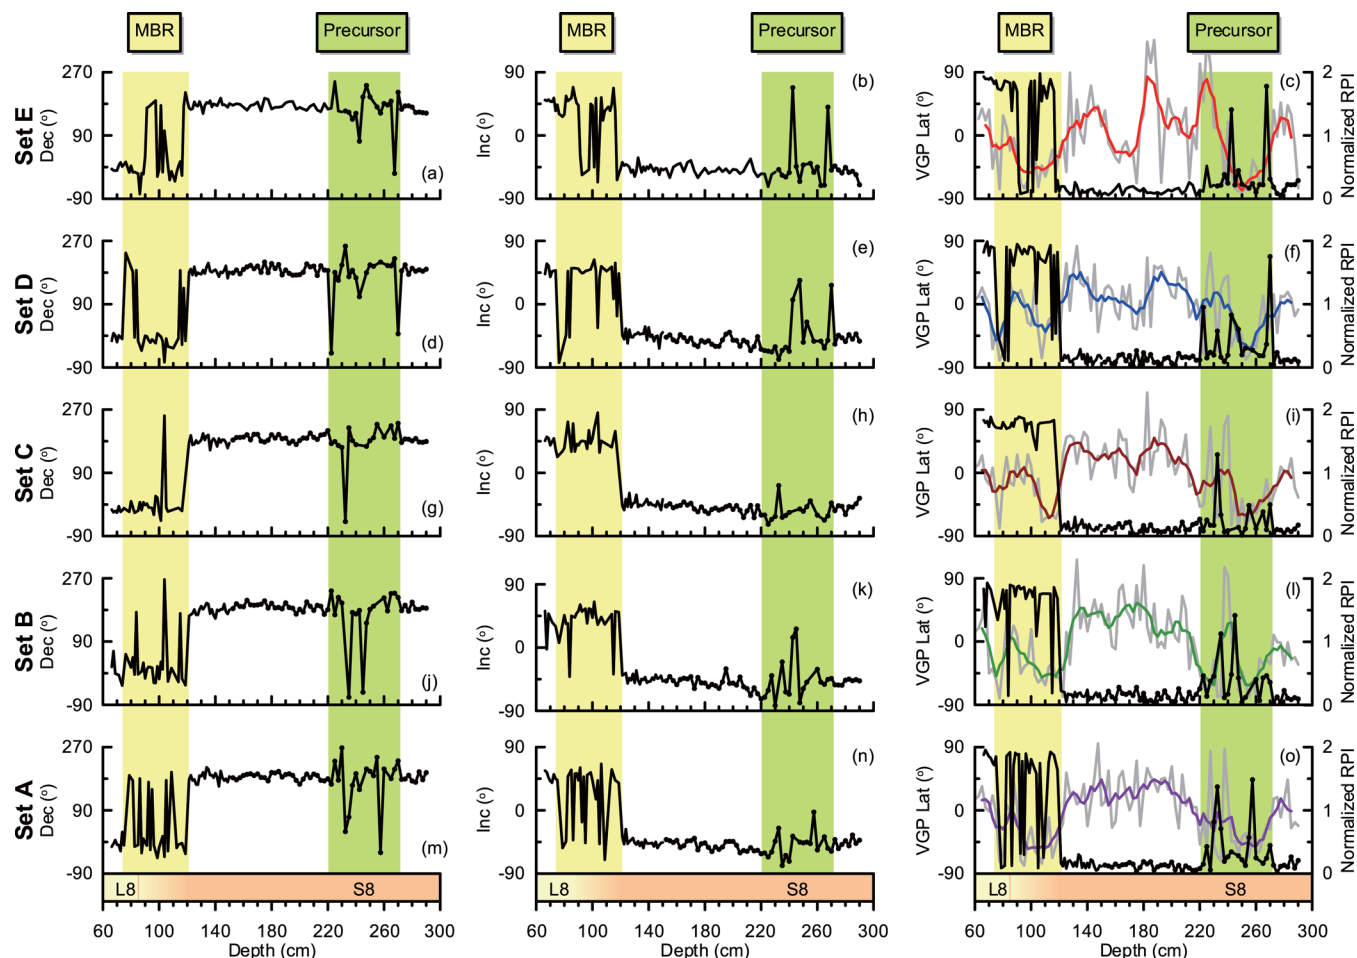 MBR Precursor MBR Precursor MBR Precursor
Set E Dec (°) 270 90 -90 (a) Inc (°) 90 0 -90 (b) VGP Lat (°) 90 0 -90 (c) 2 1 0 Normalized RPI
Set D Dec (°) 270 90 -90 (d) Inc (°) 90 0 -90 (e) VGP Lat (°) 90 0 -90 (f) 2 1 0 Normalized RPI
Set C Dec (°) 270 90 -90 (g) Inc (°) 90 0 -90 (h) VGP Lat (°) 90 0 -90 (i) 2 1 0 Normalized RPI
Set B Dec (°) 270 90 -90 (j) Inc (°) 90 0 -90 (k) VGP Lat (°) 90 0 -90 (l) 2 1 0 Normalized RPI
Set A Dec (°) 270 90 -90 (m) Inc (°) 90 0 -90 (n) VGP Lat (°) 90 0 -90 (o) 2 1 0 Normalized RPI
L8 S8 L8 S8 L8 S8
60 100 140 180 220 260 300 60 100 140 180 220 260 300 60 100 140 180 220 260 300
Depth (cm) Depth (cm) Depth (cm)